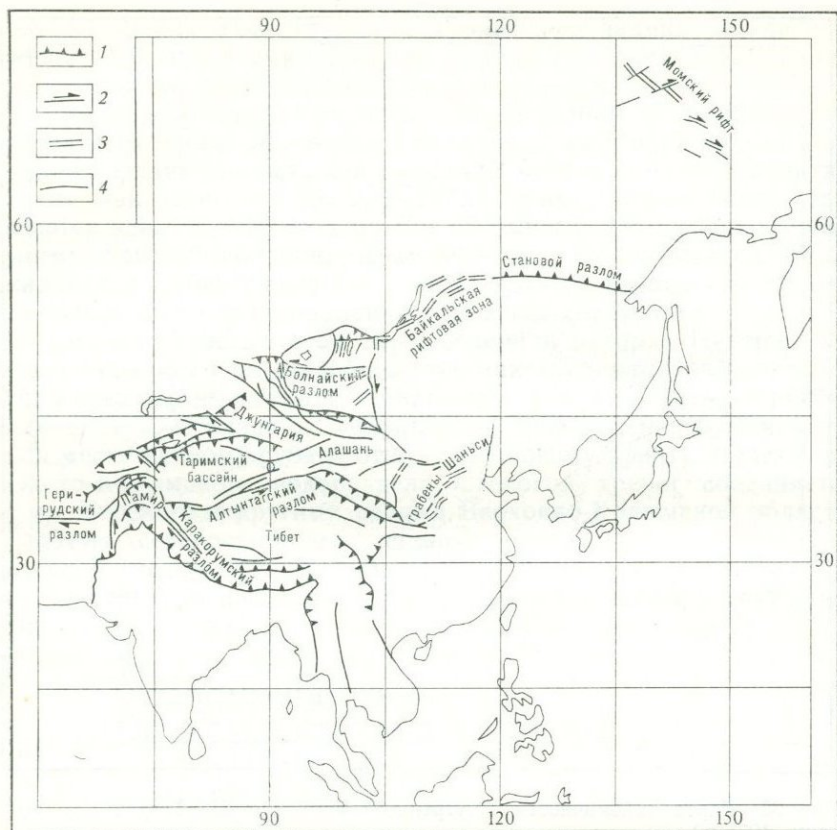 90
120
150
1
2
3
4
Момский рифт
60
60
Становой разлом
Байкальская
рифтовая зона
Болнайский
разлом
Джунгария
Алашань
Таримский
бассейн
грабены Шаньси
Гери-
рудский
разлом
Памир
Алтынтагский
разлом
Каракорумский
разлом
Тибет
30
30
90
120
150